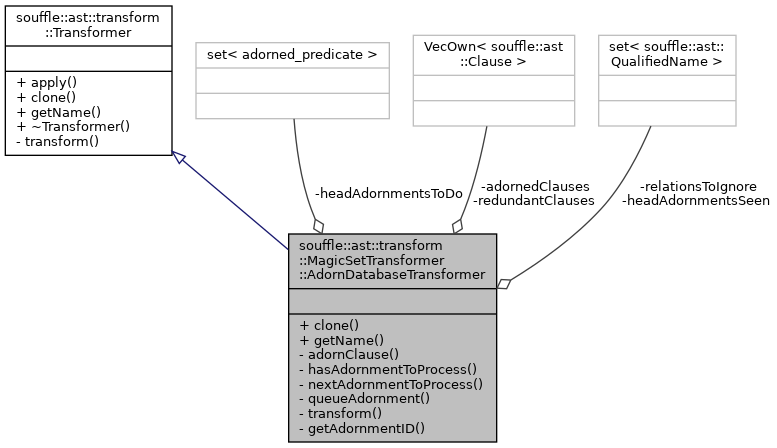 souffle::ast::transform
::Transformer
+ apply()
+ clone()
+ getName()
+ ~Transformer()
- transform()
set< adorned_predicate >
VecOwn< souffle::ast
::Clause >
set< souffle::ast::
QualifiedName >
-headAdornmentsToDo
-adornedClauses
-redundantClauses
-relationsToIgnore
-headAdornmentsSeen
souffle::ast::transform
::MagicSetTransformer
::AdornDatabaseTransformer
+ clone()
+ getName()
- adornClause()
- hasAdornmentToProcess()
- nextAdornmentToProcess()
- queueAdornment()
- transform()
- getAdornmentID()